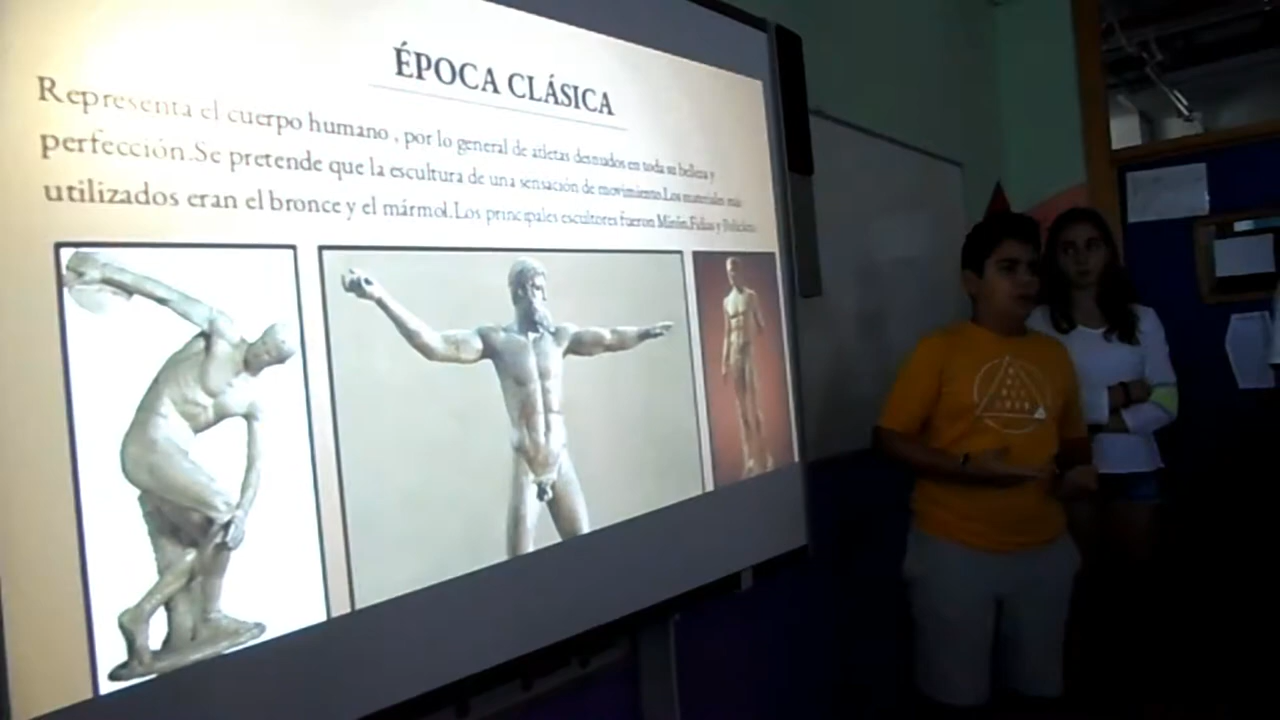 ÉPOCA CLÁSICA
Representa el cuerpo humano , por lo general de atletas desnudos en toda su belleza y
perfección.Se pretende que la escultura de una sensación de movimiento.Los materiales más
utilizados eran el bronce y el mármol.Los principales escultores fueron Mirón,Fidias y Policleto